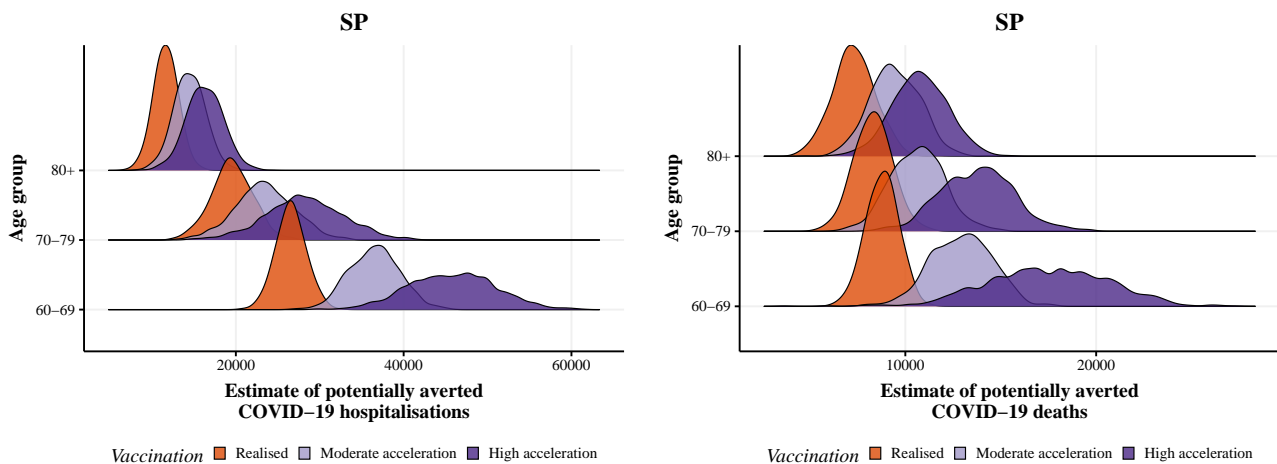 SP
Age group
80+
70–79
60–69
20000 40000 60000
Estimate of potentially averted
COVID–19 hospitalisations
Vaccination Realised Moderate acceleration High acceleration
SP
Age group
80+
70–79
60–69
10000 20000
Estimate of potentially averted
COVID–19 deaths
Vaccination Realised Moderate acceleration High acceleration